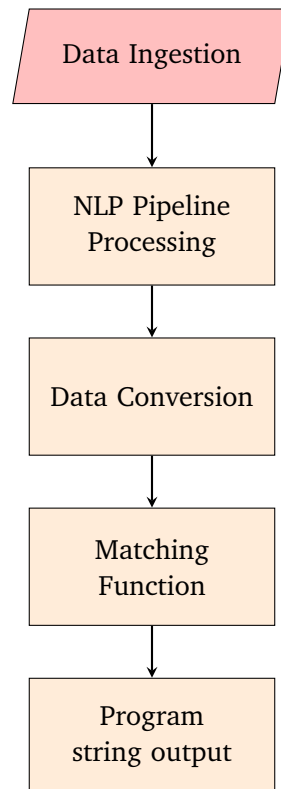 Data Ingestion
NLP Pipeline
Processing
Data Conversion
Matching
Function
Program
string output